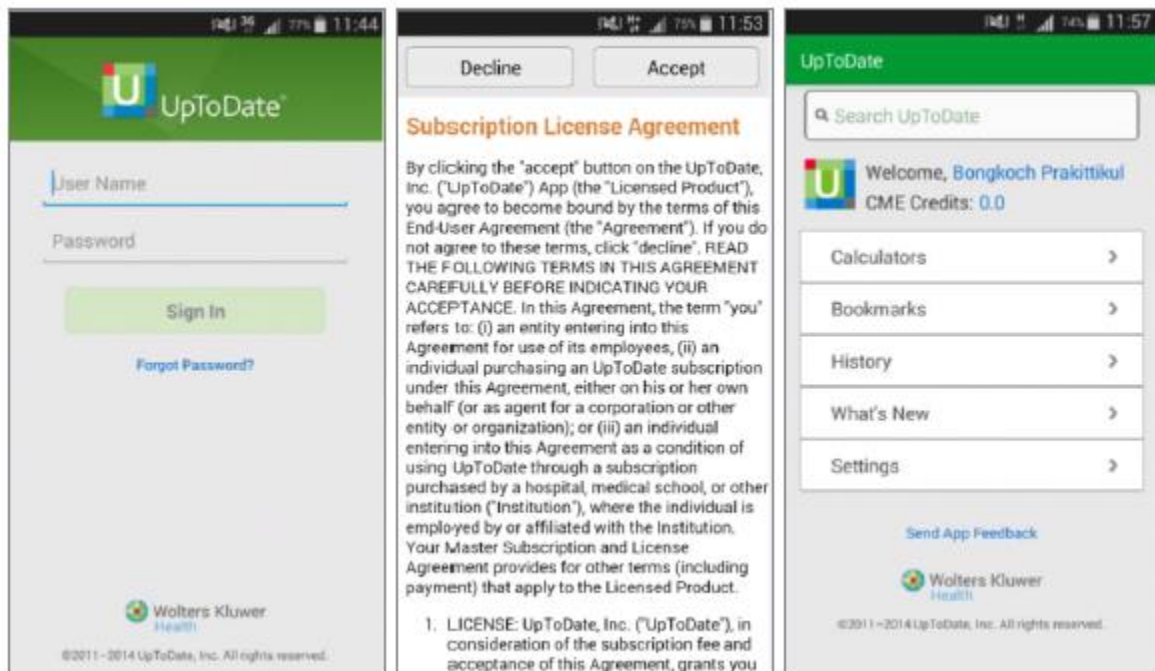 3G 77% 11:44
U UpToDate®
User Name
Password
Sign In
Forgot Password?
Wolters Kluwer
Health
©2011-2014 UpToDate, Inc. All rights reserved.
H+ 75% 11:53
Decline Accept
Subscription License Agreement
By clicking the "accept" button on the UpToDate,
Inc. ("UpToDate") App (the "Licensed Product"),
you agree to become bound by the terms of this
End-User Agreement (the "Agreement"). If you do
not agree to these terms, click "decline". READ
THE FOLLOWING TERMS IN THIS AGREEMENT
CAREFULLY BEFORE INDICATING YOUR
ACCEPTANCE. In this Agreement, the term "you"
refers to: (i) an entity entering into this
Agreement for use of its employees, (ii) an
individual purchasing an UpToDate subscription
under this Agreement, either on his or her own
behalf (or as agent for a corporation or other
entity or organization); or (iii) an individual
entering into this Agreement as a condition of
using UpToDate through a subscription
purchased by a hospital, medical school, or other
institution ("Institution"), where the individual is
employed by or affiliated with the Institution.
Your Master Subscription and License
Agreement provides for other terms (including
payment) that apply to the Licensed Product.
1. LICENSE: UpToDate, Inc. ("UpToDate"), in
consideration of the subscription fee and
acceptance of this Agreement, grants you
H 74% 11:57
UpToDate
Search UpToDate
U Welcome, Bongkoch Prakittikul
CME Credits: 0.0
Calculators
Bookmarks
History
What's New
Settings
Send App Feedback
Wolters Kluwer
Health
©2011-2014 UpToDate, Inc. All rights reserved.